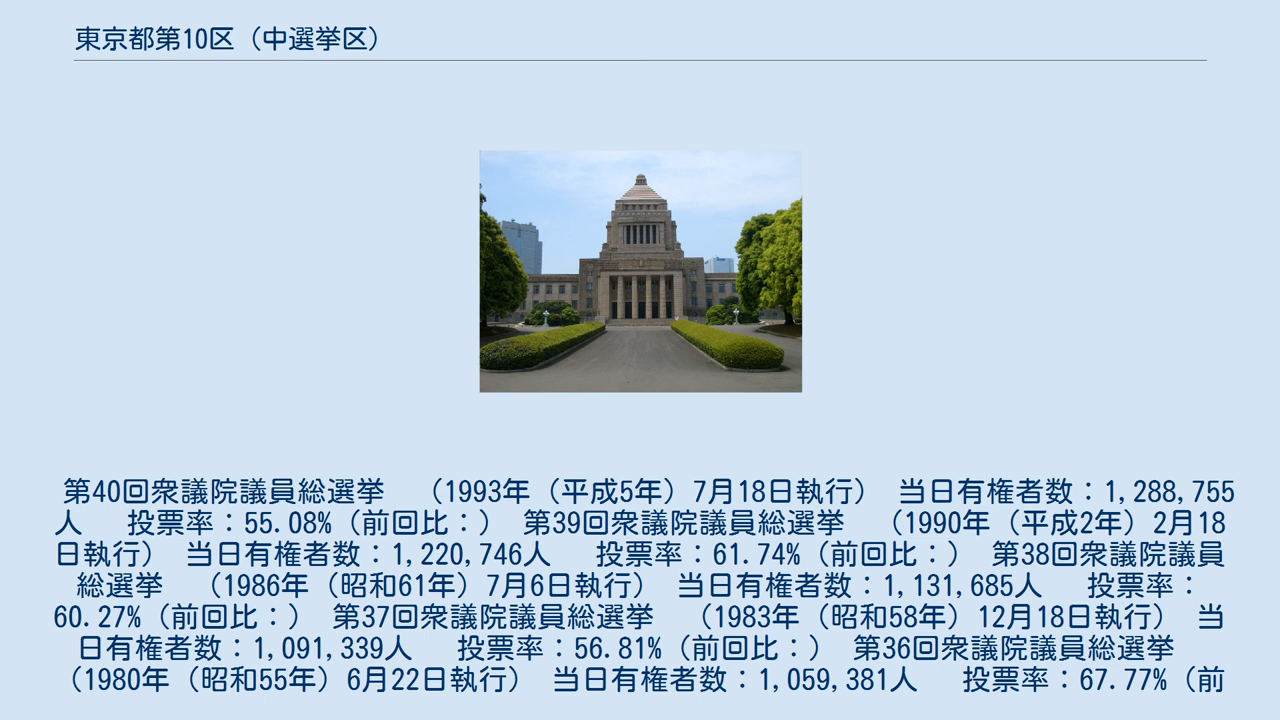 東京都第10区（中選挙区）
第40回衆議院議員総選挙　（1993年（平成5年）7月18日執行）　当日有権者数：1,288,755
人　 投票率：55.08%（前回比：）　第39回衆議院議員総選挙　（1990年（平成2年）2月18
日執行）　当日有権者数：1,220,746人　 投票率：61.74%（前回比：）　第38回衆議院議員
総選挙　（1986年（昭和61年）7月6日執行）　当日有権者数：1,131,685人　 投票率：
60.27%（前回比：）　第37回衆議院議員総選挙　（1983年（昭和58年）12月18日執行）　当
日有権者数：1,091,339人　 投票率：56.81%（前回比：）　第36回衆議院議員総選挙
（1980年（昭和55年）6月22日執行）　当日有権者数：1,059,381人　 投票率：67.77%（前